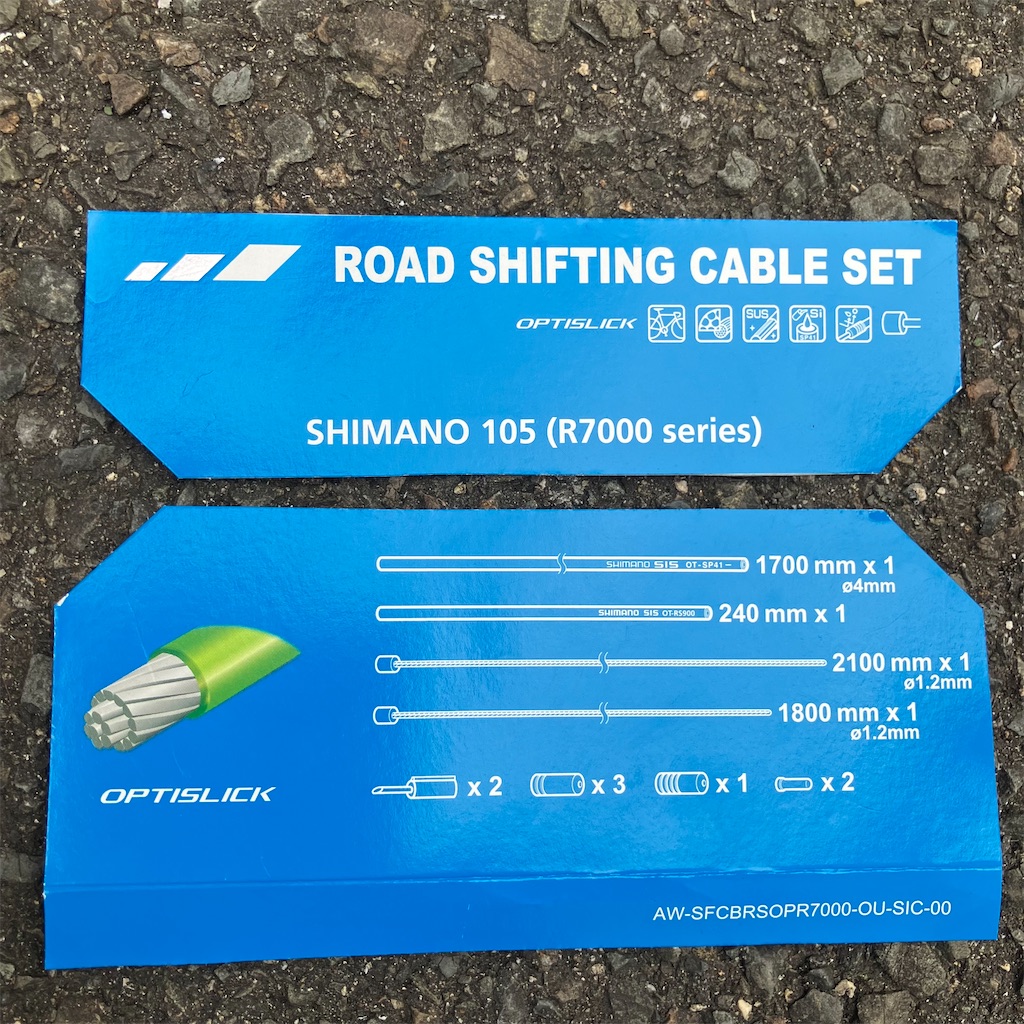 ROAD SHIFTING CABLE SET
OPTISLICK
SUS
Si
SP41
SHIMANO 105 (R7000 series)
SHIMANO SIS OT-SP41
1700 mm x 1
ø4mm
SHIMANO SIS OT-RS900
240 mm x 1
2100 mm x 1
ø1.2mm
1800 mm x 1
ø1.2mm
x 2
x 3
x 1
x 2
OPTISLICK
AW-SFCBRSOPR7000-OU-SIC-00